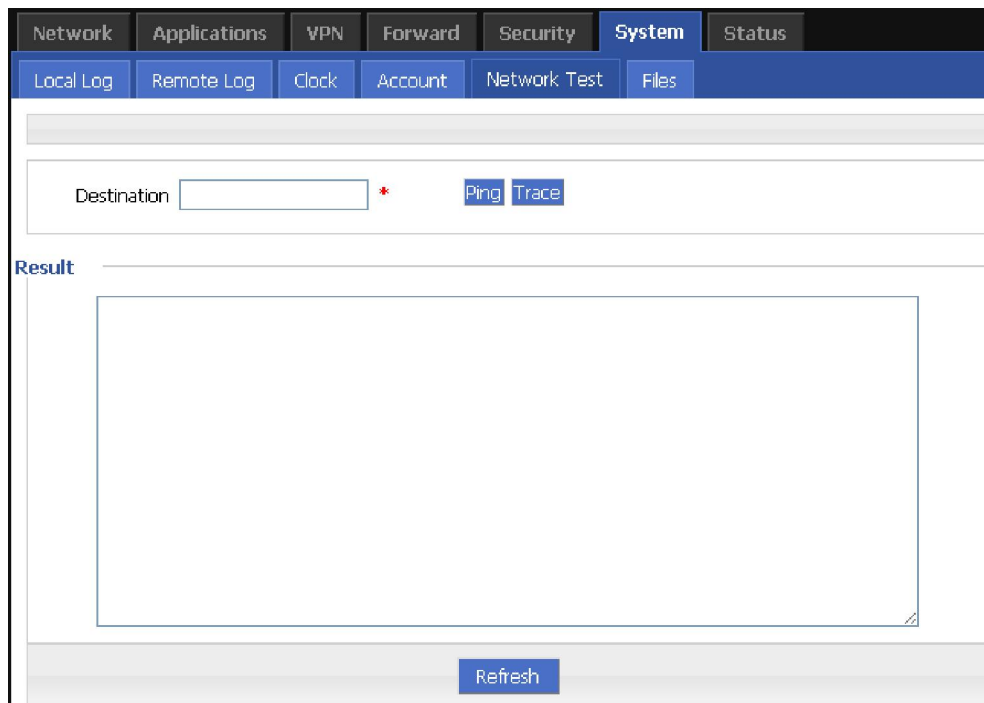 Network Applications VPN Forward Security System Status
Local Log Remote Log Clock Account Network Test Files
Destination * Ping Trace
Result
Refresh